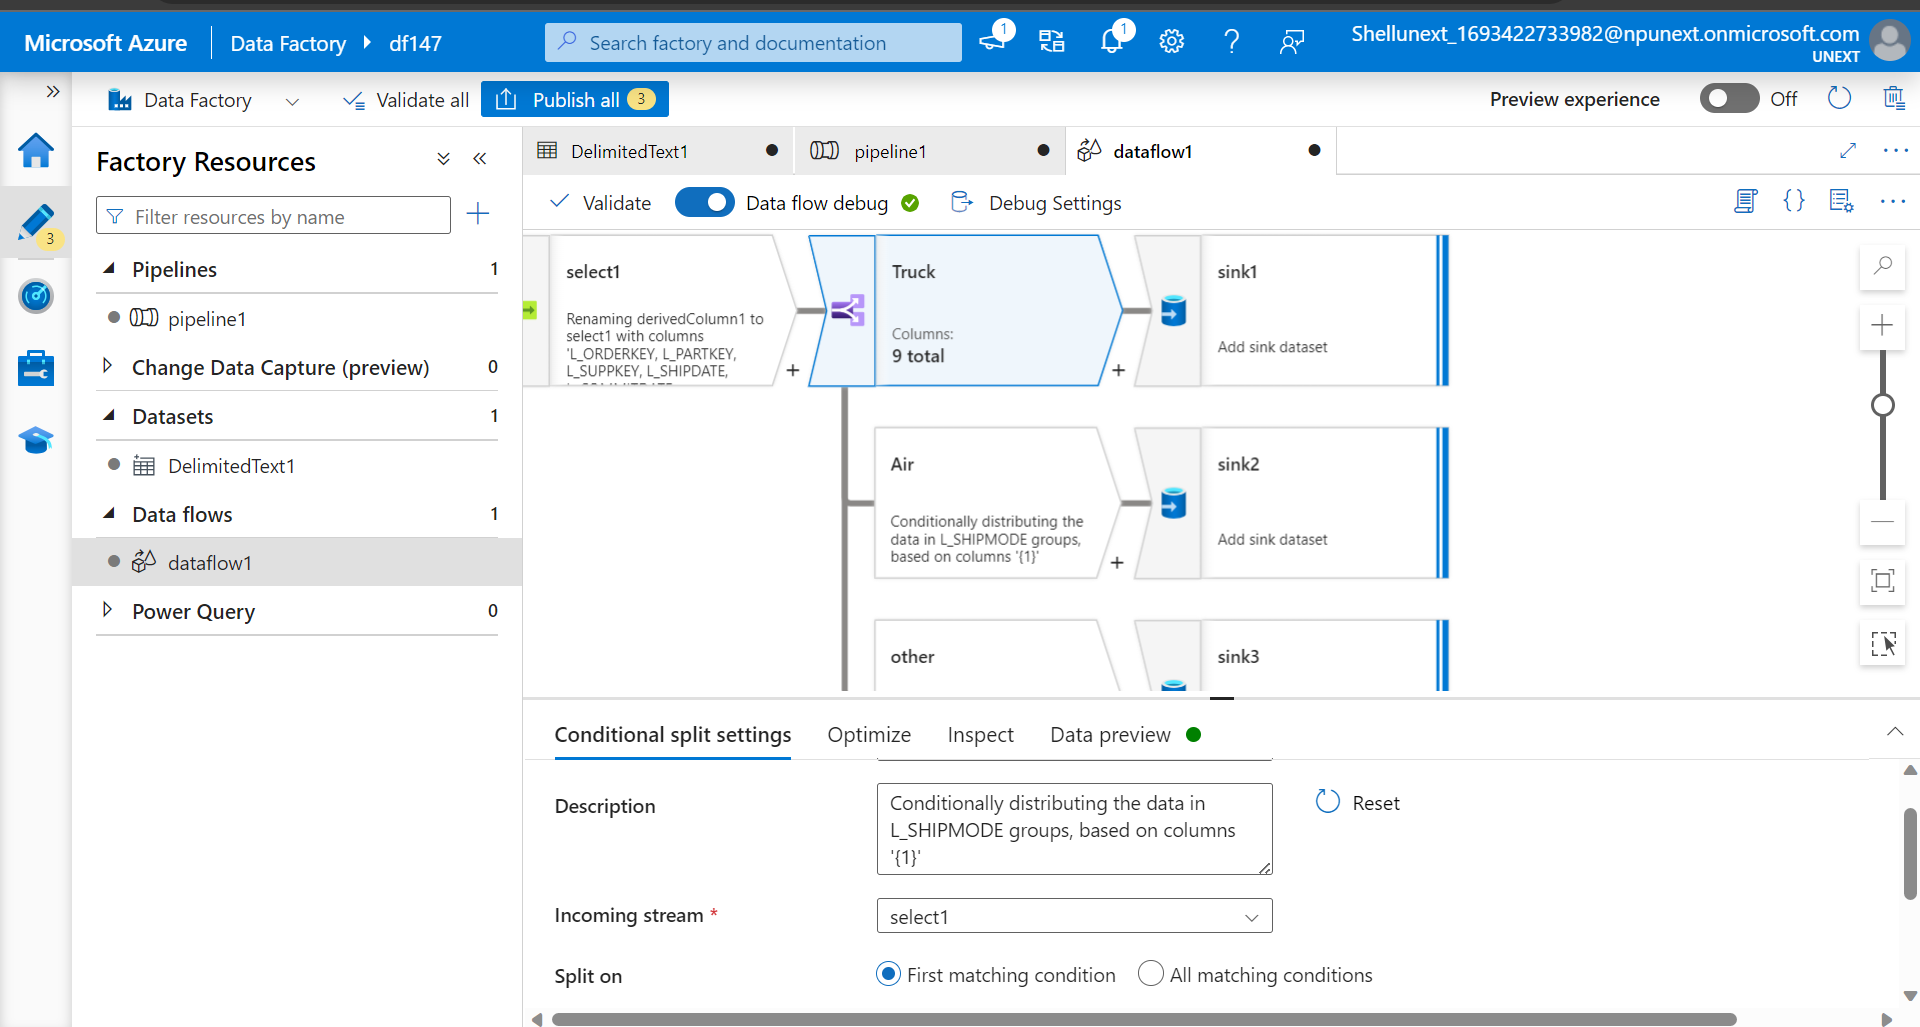 Microsoft Azure
Data Factory
df147
Search factory and documentation
1
1
Shellunext_1693422733982@npunext.onmicrosoft.com
UNEXT
Data Factory
Validate all
Publish all 3
Preview experience
Off
3
Factory Resources
Filter resources by name
Pipelines 1
pipeline1
Change Data Capture (preview) 0
Datasets 1
DelimitedText1
Data flows 1
dataflow1
Power Query 0
DelimitedText1
pipeline1
dataflow1
Validate
Data flow debug
Debug Settings
select1
Renaming derivedColumn1 to
select1 with columns
'L_ORDERKEY, L_PARTKEY,
L_SUPPKEY, L_SHIPDATE,
+
Truck
Columns:
9 total
+
sink1
Add sink dataset
Air
Conditionally distributing the
data in L_SHIPMODE groups,
based on columns '{1}'
+
sink2
Add sink dataset
other
sink3
Conditional split settings
Optimize
Inspect
Data preview
Description
Conditionally distributing the data in
L_SHIPMODE groups, based on columns
'{1}'
Reset
Incoming stream *
select1
Split on
First matching condition
All matching conditions